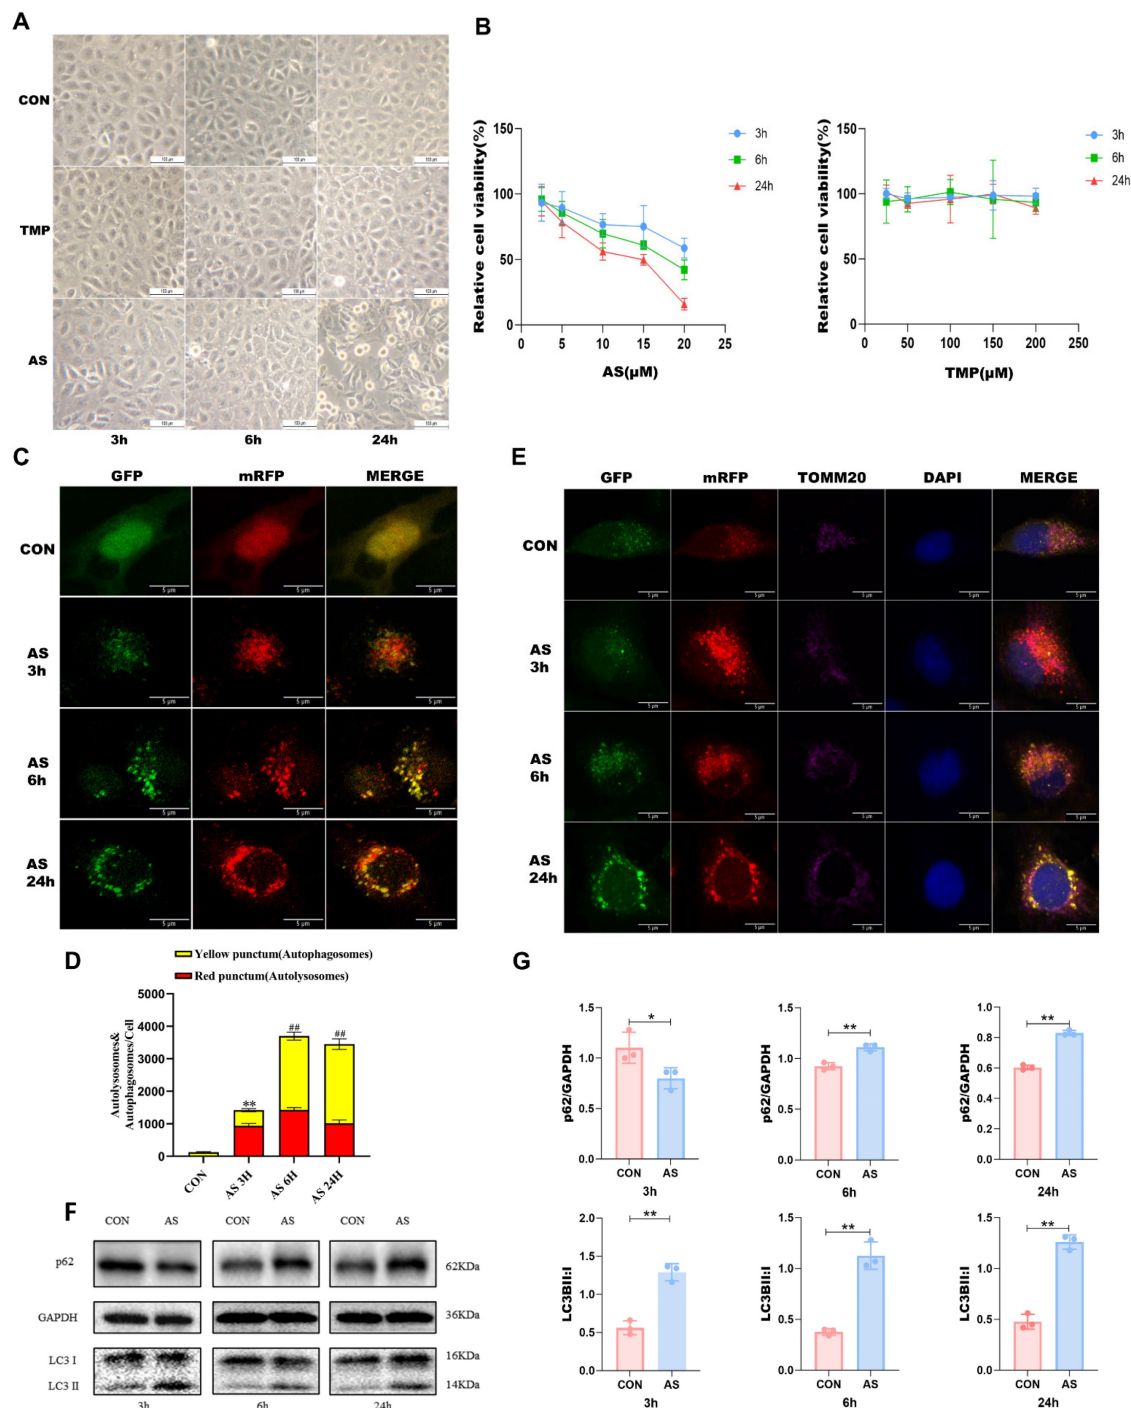 A
CON
TMP
AS
3h 6h 24h
103 μm
B
Relative cell viability(%)
150
100
50
0
0 5 10 15 20 25
AS(μM)
3h
6h
24h
Relative cell viability(%)
150
100
50
0
0 50 100 150 200 250
TMP(μM)
3h
6h
24h
C
GFP mRFP MERGE
CON
AS
3h
AS
6h
AS
24h
5 μm
E
GFP mRFP TOMM20 DAPI MERGE
CON
AS
3h
AS
6h
AS
24h
5 μm
D
Yellow punctum(Autophagosomes)
Red punctum(Autolysosomes)
Autolysosomes&
Autophagosomes/Cell
5000
4000
3000
2000
1000
0
** ## ##
CON AS 3H AS 6H AS 24H
F
CON AS CON AS CON AS
p62 62KDa
GAPDH 36KDa
LC3 I 16KDa
LC3 II 14KDa
3h 6h 24h
G
p62/GAPDH
1.5
1.0
0.5
0.0
*
CON AS
3h
p62/GAPDH
1.5
1.0
0.5
0.0
**
CON AS
6h
p62/GAPDH
1.0
0.8
0.6
0.4
0.2
0.0
**
CON AS
24h
LC3BII:I
2.0
1.5
1.0
0.5
0.0
**
CON AS
3h
LC3BII:I
1.5
1.0
0.5
0.0
**
CON AS
6h
LC3BII:I
1.5
1.0
0.5
0.0
**
CON AS
24h